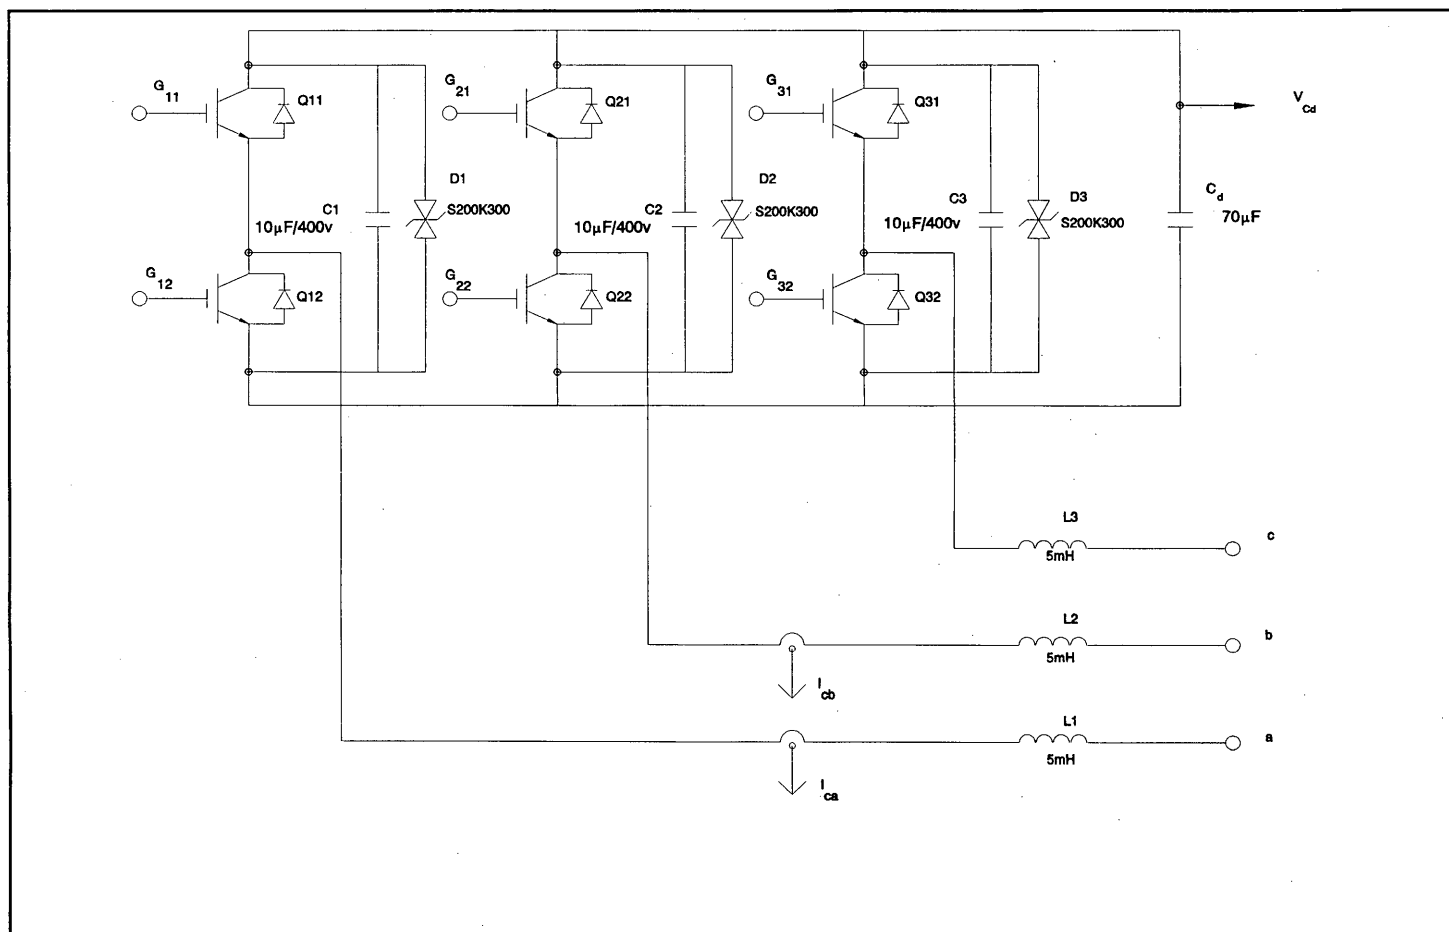 G11
Q11
G21
Q21
G31
Q31
VCd
D1
S200K300
C1
10µF/400v
D2
S200K300
C2
10µF/400v
D3
S200K300
C3
10µF/400v
Cd
70µF
G12
Q12
G22
Q22
G32
Q32
L3
5mH
c
L2
5mH
b
Icb
L1
5mH
a
Ica